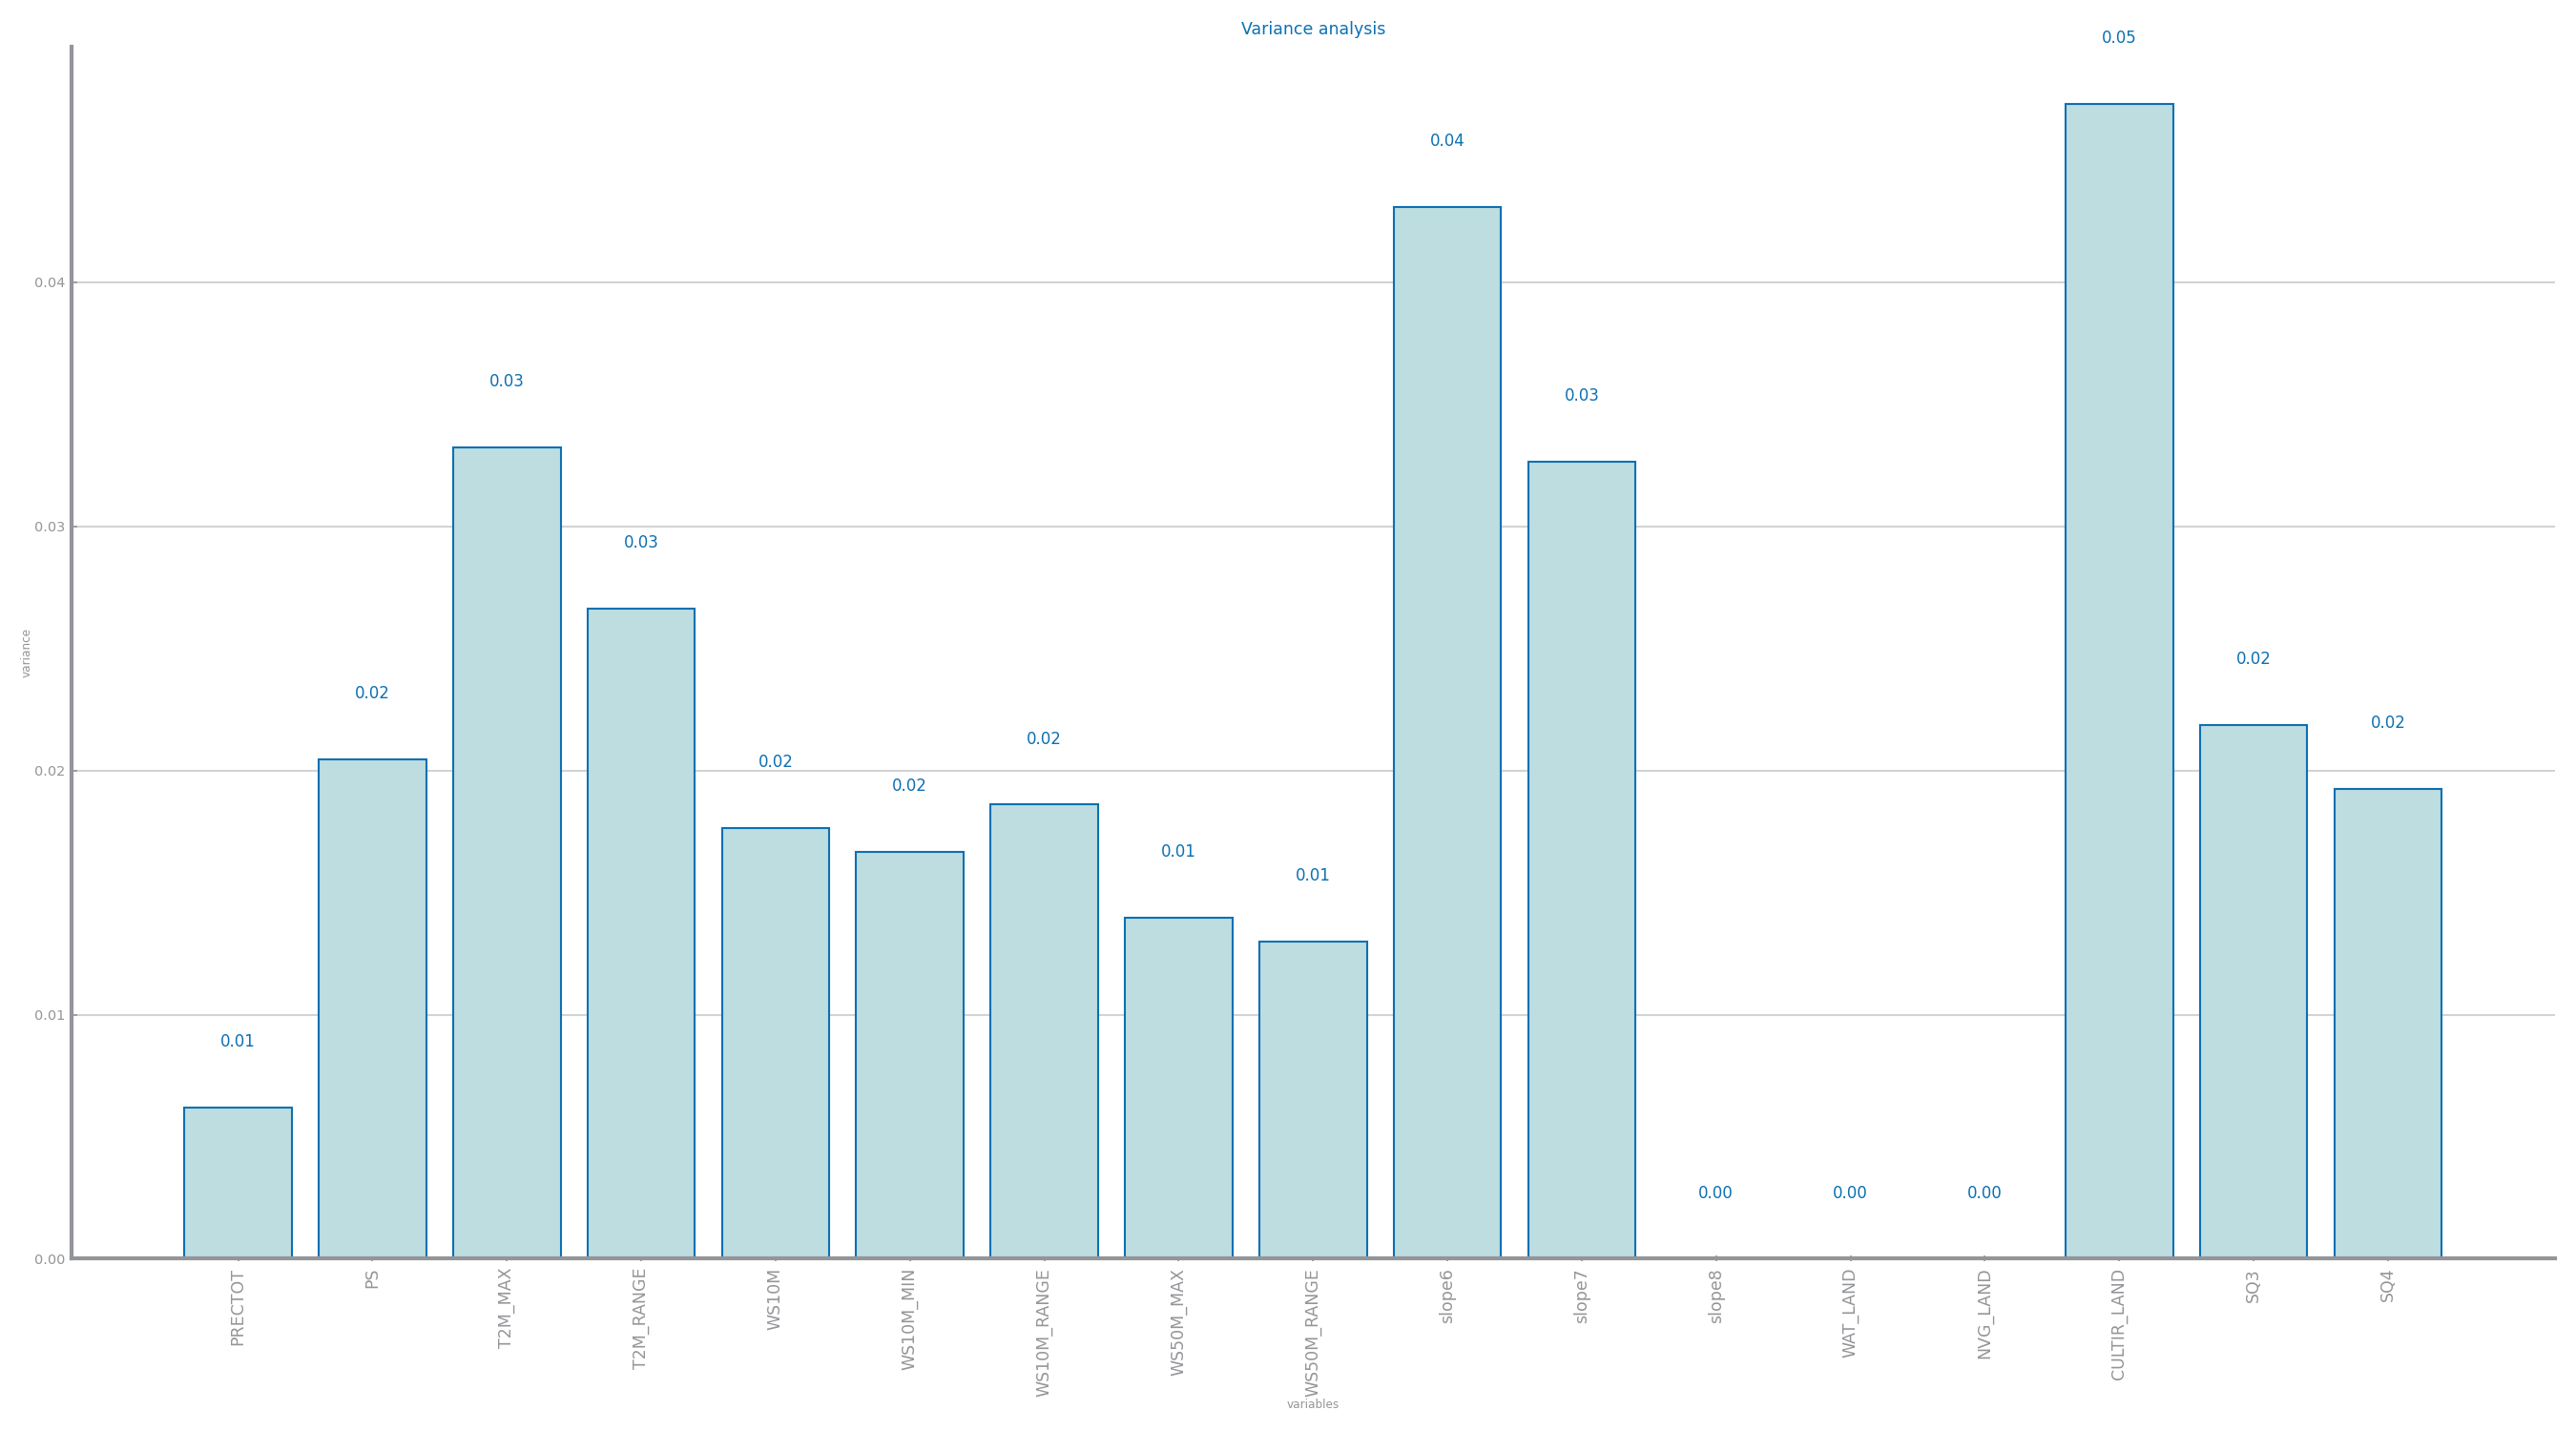 Variance analysis
variance
0.04
0.03
0.02
0.01
0.00
0.01
0.02
0.03
0.03
0.02
0.02
0.02
0.01
0.01
0.04
0.03
0.00
0.00
0.00
0.05
0.02
0.02
PRECTOT
PS
T2M_MAX
T2M_RANGE
WS10M
WS10M_MIN
WS10M_RANGE
WS50M_MAX
WS50M_RANGE
slope6
slope7
slope8
WAT_LAND
NVG_LAND
CULTIR_LAND
SQ3
SQ4
variables